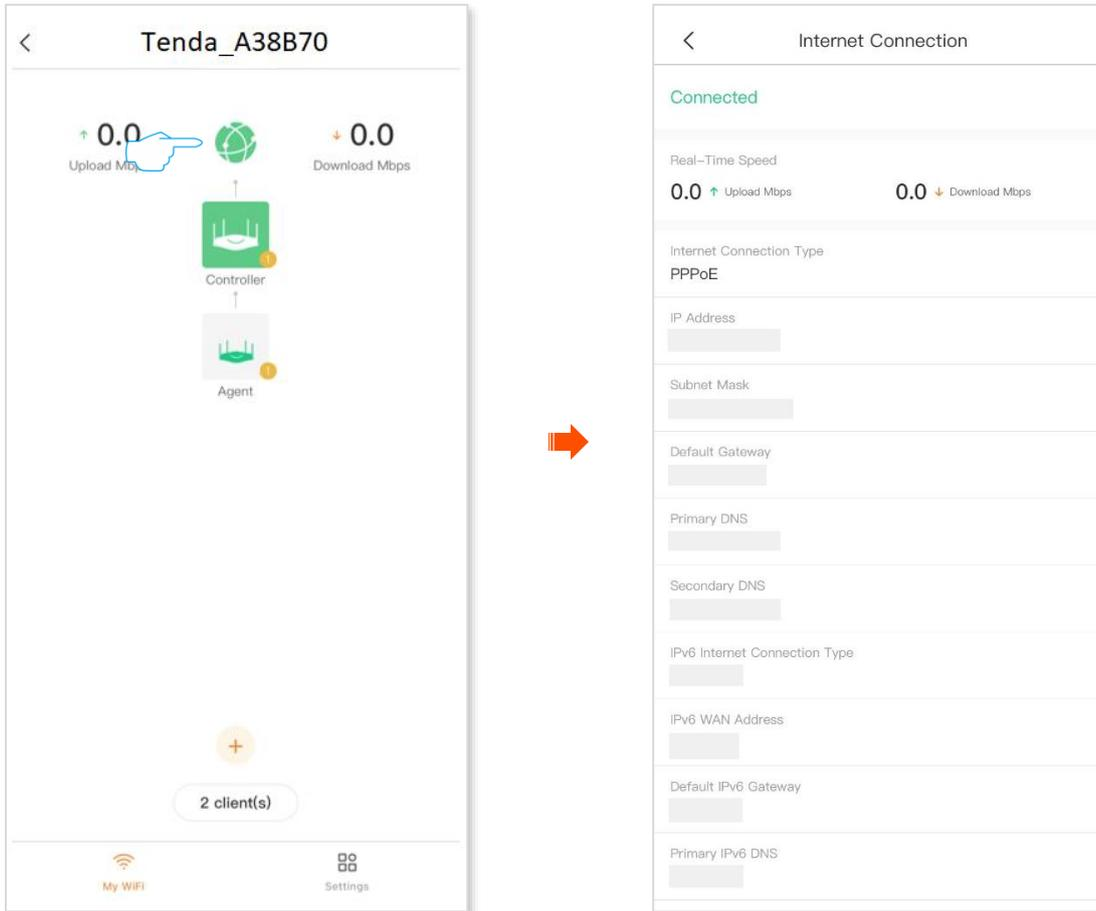 Tenda_A38B70
0.0
Upload Mbps
0.0
Download Mbps
1
Controller
1
Agent
2 client(s)
My WiFi
Settings
Internet Connection
Connected
Real-Time Speed
0.0 Upload Mbps
0.0 Download Mbps
Internet Connection Type
PPPoE
IP Address
Subnet Mask
Default Gateway
Primary DNS
Secondary DNS
IPv6 Internet Connection Type
IPv6 WAN Address
Default IPv6 Gateway
Primary IPv6 DNS